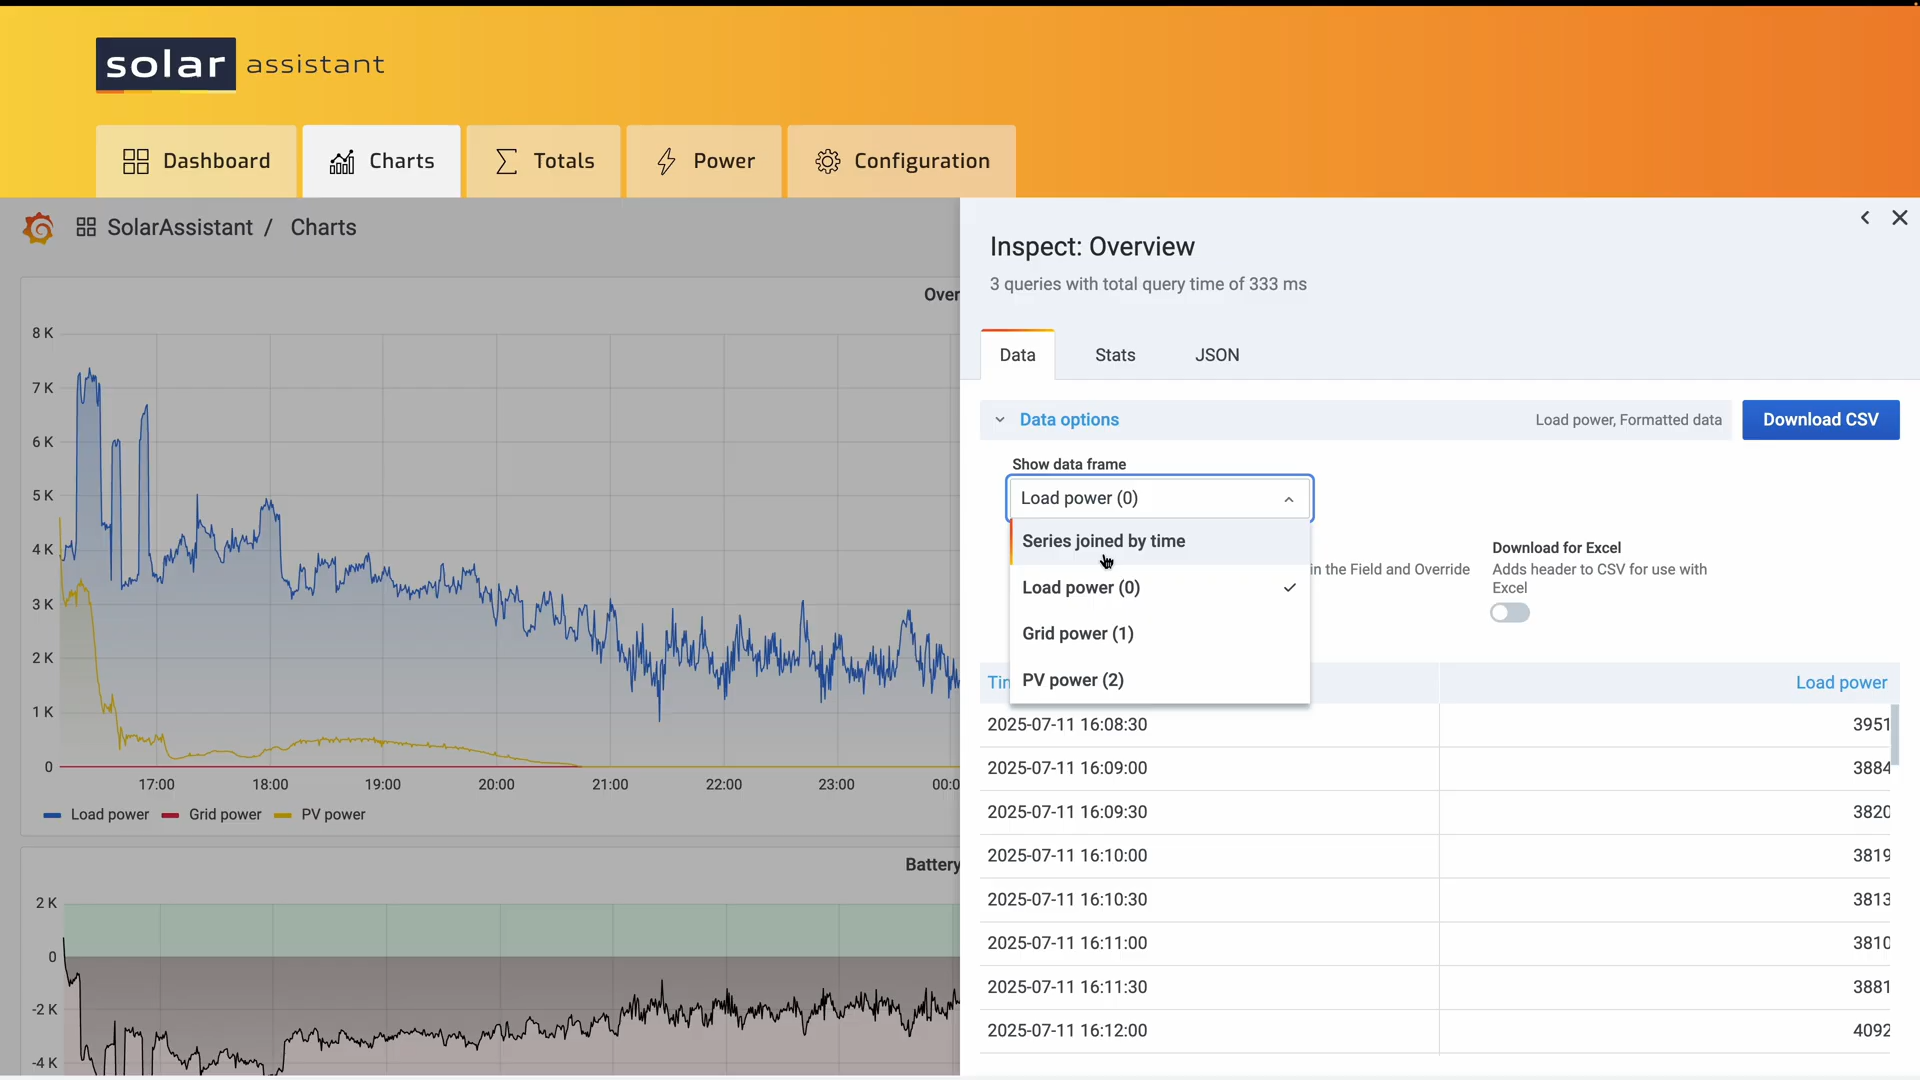 solar assistant
Dashboard
Charts
Totals
Power
Configuration
SolarAssistant / Charts
Over
8 K
7 K
6 K
5 K
4 K
3 K
2 K
1 K
0
17:00 18:00 19:00 20:00 21:00 22:00 23:00 00:0
Load power Grid power PV power
Battery
2 K
0
-2 K
-4 K
Inspect: Overview
3 queries with total query time of 333 ms
Data Stats JSON
Data options Load power, Formatted data Download CSV
Show data frame
Load power (0)
Series joined by time
Load power (0)
Grid power (1)
PV power (2)
in the Field and Override
Download for Excel
Adds header to CSV for use with
Excel
Tim Load power
2025-07-11 16:08:30 3951
2025-07-11 16:09:00 3884
2025-07-11 16:09:30 3820
2025-07-11 16:10:00 3819
2025-07-11 16:10:30 3813
2025-07-11 16:11:00 3810
2025-07-11 16:11:30 3881
2025-07-11 16:12:00 4092